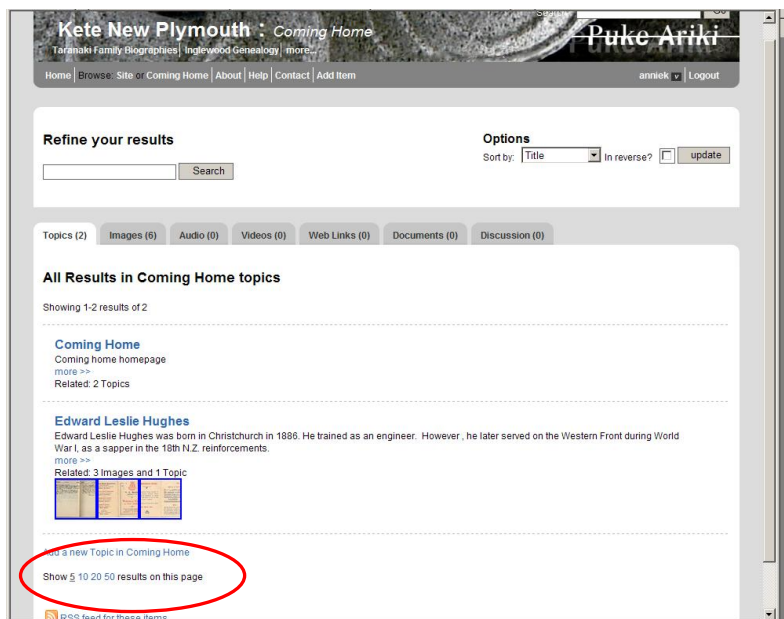 Kete New Plymouth : Coming Home
Taranaki Family Biographies| Inglewood Genealogy| more...
Search
Go
Puke Ariki
Home | Browse: Site or Coming Home | About | Help | Contact | Add Item
anniek v | Logout
Refine your results
Search
Options
Sort by: Title In reverse? update
Topics (2) Images (6) Audio (0) Videos (0) Web Links (0) Documents (0) Discussion (0)
All Results in Coming Home topics
Showing 1-2 results of 2
Coming Home
Coming home homepage
more >>
Related: 2 Topics
Edward Leslie Hughes
Edward Leslie Hughes was born in Christchurch in 1886. He trained as an engineer. However , he later served on the Western Front during World
War I, as a sapper in the 18th N.Z. reinforcements.
more >>
Related: 3 Images and 1 Topic
Add a new Topic in Coming Home
Show 5 10 20 50 results on this page
RSS feed for these items